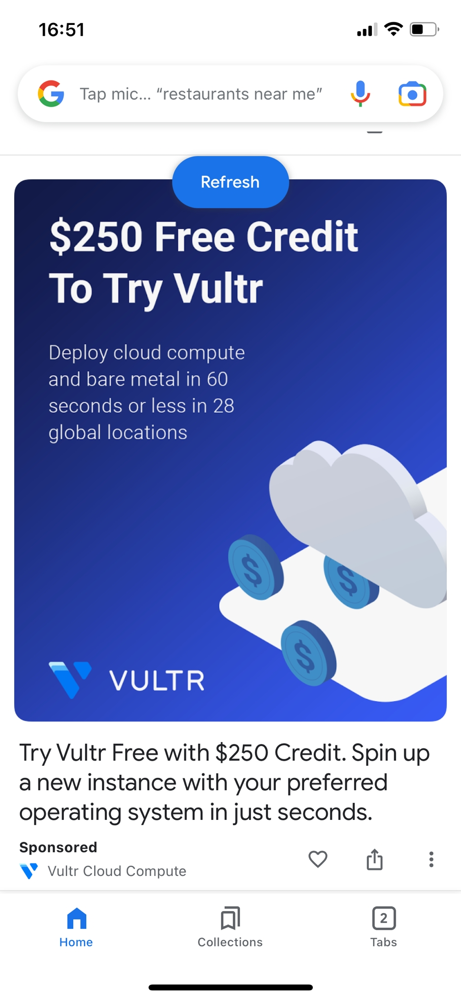 16:51
Tap mic... “restaurants near me”
Refresh
$250 Free Credit
To Try Vultr
Deploy cloud compute
and bare metal in 60
seconds or less in 28
global locations
$
$
$
VULTR
Try Vultr Free with $250 Credit. Spin up
a new instance with your preferred
operating system in just seconds.
Sponsored
Vultr Cloud Compute
2
Home
Collections
Tabs